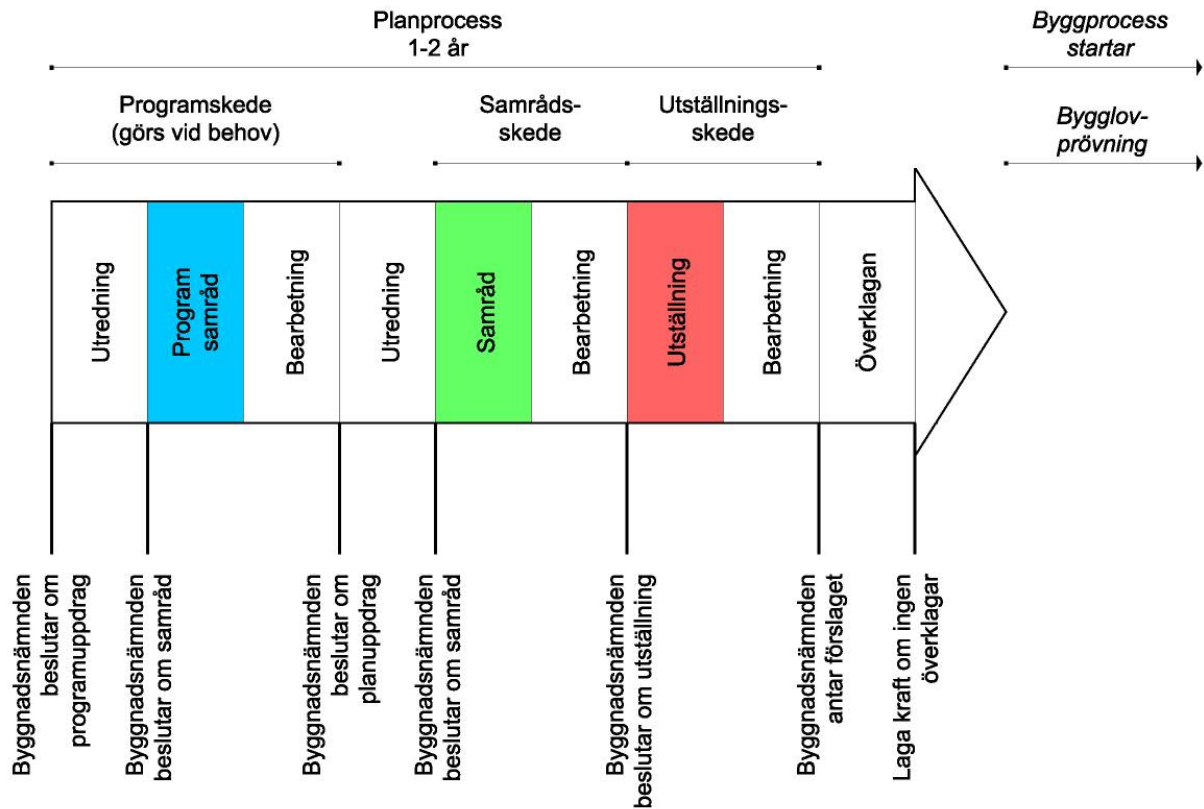 Planprocess
1-2 år
Byggprocess
startar
Programskede
(görs vid behov)
Samråds-
skede
Utställnings-
skede
Bygglov-
prövning
Utredning
Program
samråd
Bearbetning
Utredning
Samråd
Bearbetning
Utställning
Bearbetning
Överklagan
Byggnadsnämnden
beslutar om
programuppdrag
Byggnadsnämnden
beslutar om samråd
Byggnadsnämnden
beslutar om
planuppdrag
Byggnadsnämnden
beslutar om samråd
Byggnadsnämnden
beslutar om utställning
Byggnadsnämnden
antar förslaget
Laga kraft om ingen
överklagar